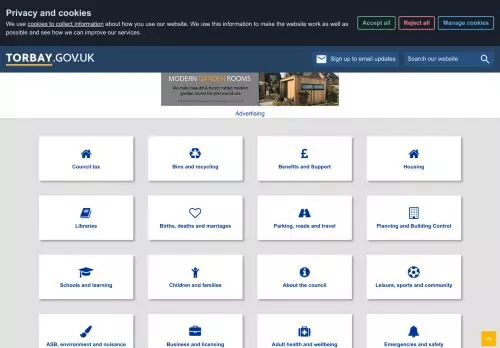 Privacy and cookies
We use cookies to collect information about how you use our website. We use this information to make the website work as well as
possible and see how we can improve our services.
Accept all
Reject all
Manage cookies
TORBAY.GOV.UK
Sign up to email updates
Search our website
MODERN GARDEN ROOMS
We make beautiful, hand crafted modern
garden rooms for year round use.
Advertising
Council tax
Bins and recycling
Benefits and Support
Housing
Libraries
Births, deaths and marriages
Parking, roads and travel
Planning and Building Control
Schools and learning
Children and families
About the council
Leisure, sports and community
ASB, environment and nuisance
Business and licensing
Adult health and wellbeing
Emergencies and safety